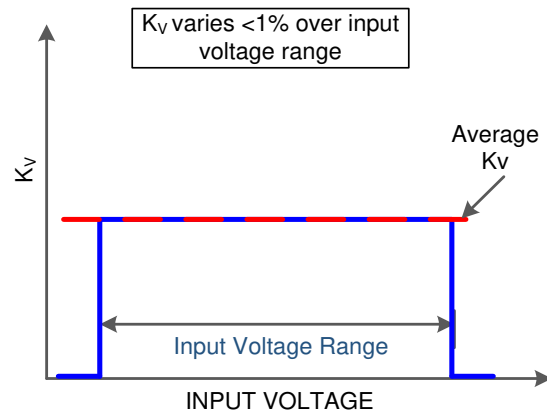 Kv varies <1% over input
voltage range
Average
Kv
Kv
Input Voltage Range
INPUT VOLTAGE